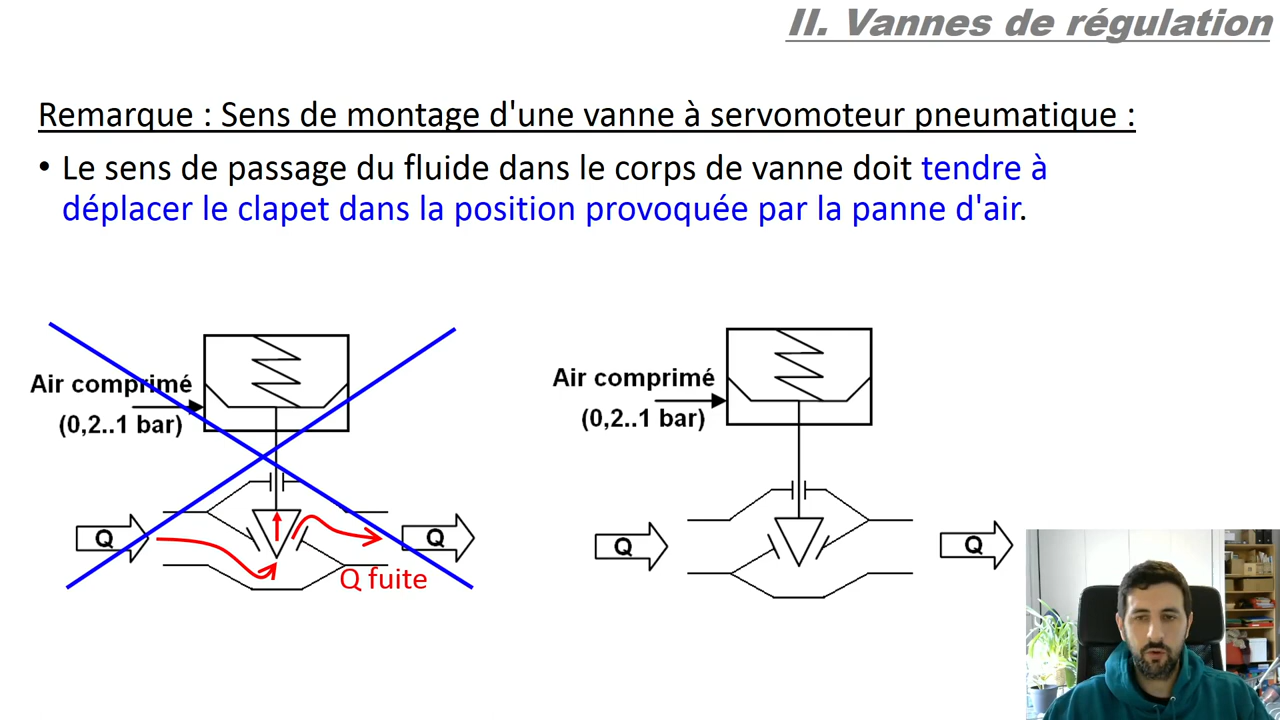 II. Vannes de régulation
Remarque : Sens de montage d'une vanne à servomoteur pneumatique :
• Le sens de passage du fluide dans le corps de vanne doit tendre à
déplacer le clapet dans la position provoquée par la panne d'air.
Air comprimé
(0,2..1 bar)
Q
Q
Q fuite
Air comprimé
(0,2..1 bar)
Q
Q